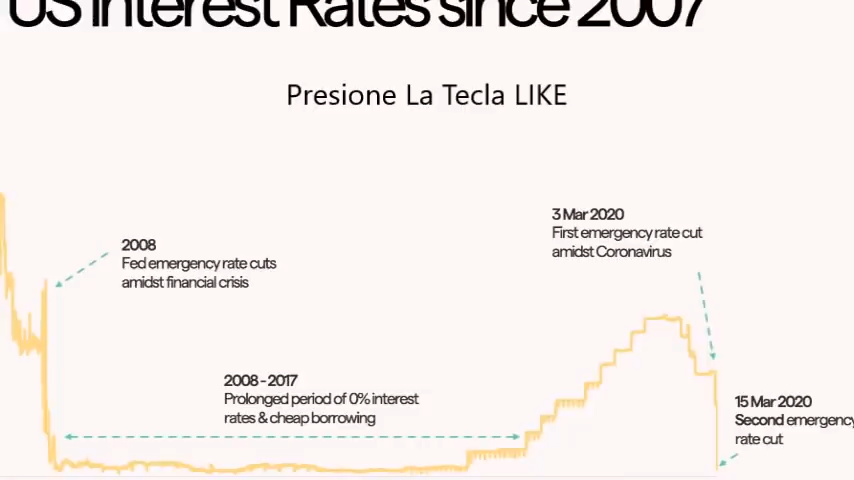 US Interest Rates since 2007
Presione La Tecla LIKE
3 Mar 2020
First emergency rate cut
amidst Coronavirus
2008
Fed emergency rate cuts
amidst financial crisis
2008 - 2017
Prolonged period of 0% interest
rates & cheap borrowing
15 Mar 2020
Second emergency
rate cut